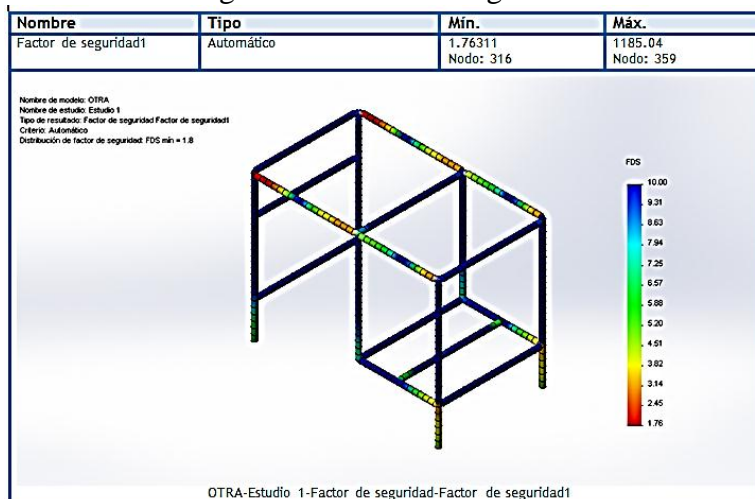 Nombre Tipo Mín. Máx.
Factor de seguridad1 Automático 1.76311 1185.04
Nodo: 316 Nodo: 359
Nombre de modelo: OTRA
Nombre de estudio: Estudio 1
Tipo de resultado: Factor de seguridad Factor de seguridad1
Criterio: Automático
Distribución de factor de seguridad: FDS mín = 1.8
FDS
10.00
9.31
8.63
7.94
7.25
6.57
5.88
5.20
4.51
3.82
3.14
2.45
1.76
OTRA-Estudio 1-Factor de seguridad-Factor de seguridad1